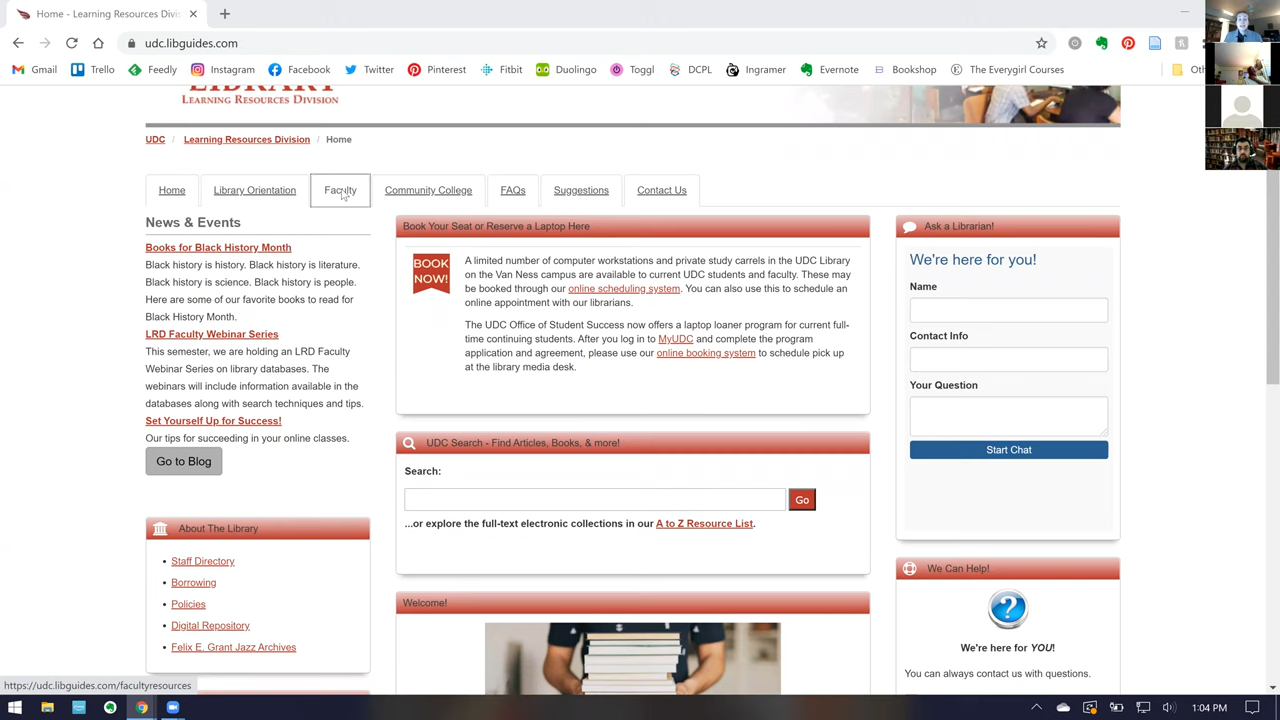 Home - Learning Resources Divis
udc.libguides.com
Gmail Trello Feedly Instagram Facebook Twitter Pinterest Fitbit Duolingo Toggl DCPL Ingramer Evernote Bookshop The Everygirl Courses
LIBRARY
LEARNING RESOURCES DIVISION
UDC / Learning Resources Division / Home
Home Library Orientation Faculty Community College FAQs Suggestions Contact Us
News & Events
Books for Black History Month
Black history is history. Black history is literature.
Black history is science. Black history is people.
Here are some of our favorite books to read for
Black History Month.
LRD Faculty Webinar Series
This semester, we are holding an LRD Faculty
Webinar Series on library databases. The
webinars will include information available in the
databases along with search techniques and tips.
Set Yourself Up for Success!
Our tips for succeeding in your online classes.
Go to Blog
About The Library
• Staff Directory
• Borrowing
• Policies
• Digital Repository
• Felix E. Grant Jazz Archives
Book Your Seat or Reserve a Laptop Here
BOOK
NOW!
A limited number of computer workstations and private study carrels in the UDC Library
on the Van Ness campus are available to current UDC students and faculty. These may
be booked through our online scheduling system. You can also use this to schedule an
online appointment with our librarians.
The UDC Office of Student Success now offers a laptop loaner program for current full-
time continuing students. After you log in to MyUDC and complete the program
application and agreement, please use our online booking system to schedule pick up
at the library media desk.
UDC Search - Find Articles, Books, & more!
Search:
Go
...or explore the full-text electronic collections in our A to Z Resource List.
Welcome!
Ask a Librarian!
We're here for you!
Name
Contact Info
Your Question
Start Chat
We Can Help!
?
We're here for YOU!
You can always contact us with questions.
https://udc.libguides.com/facultyresources
1:04 PM